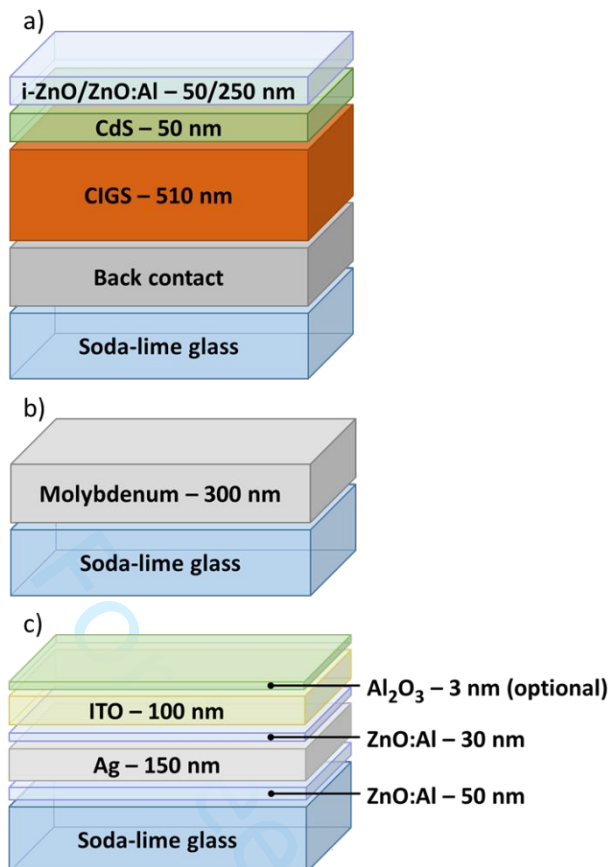 a)
i-ZnO/ZnO:Al – 50/250 nm
CdS – 50 nm
CIGS – 510 nm
Back contact
Soda-lime glass
b)
Molybdenum – 300 nm
Soda-lime glass
c)
Al₂O₃ – 3 nm (optional)
ITO – 100 nm
ZnO:Al – 30 nm
Ag – 150 nm
ZnO:Al – 50 nm
Soda-lime glass